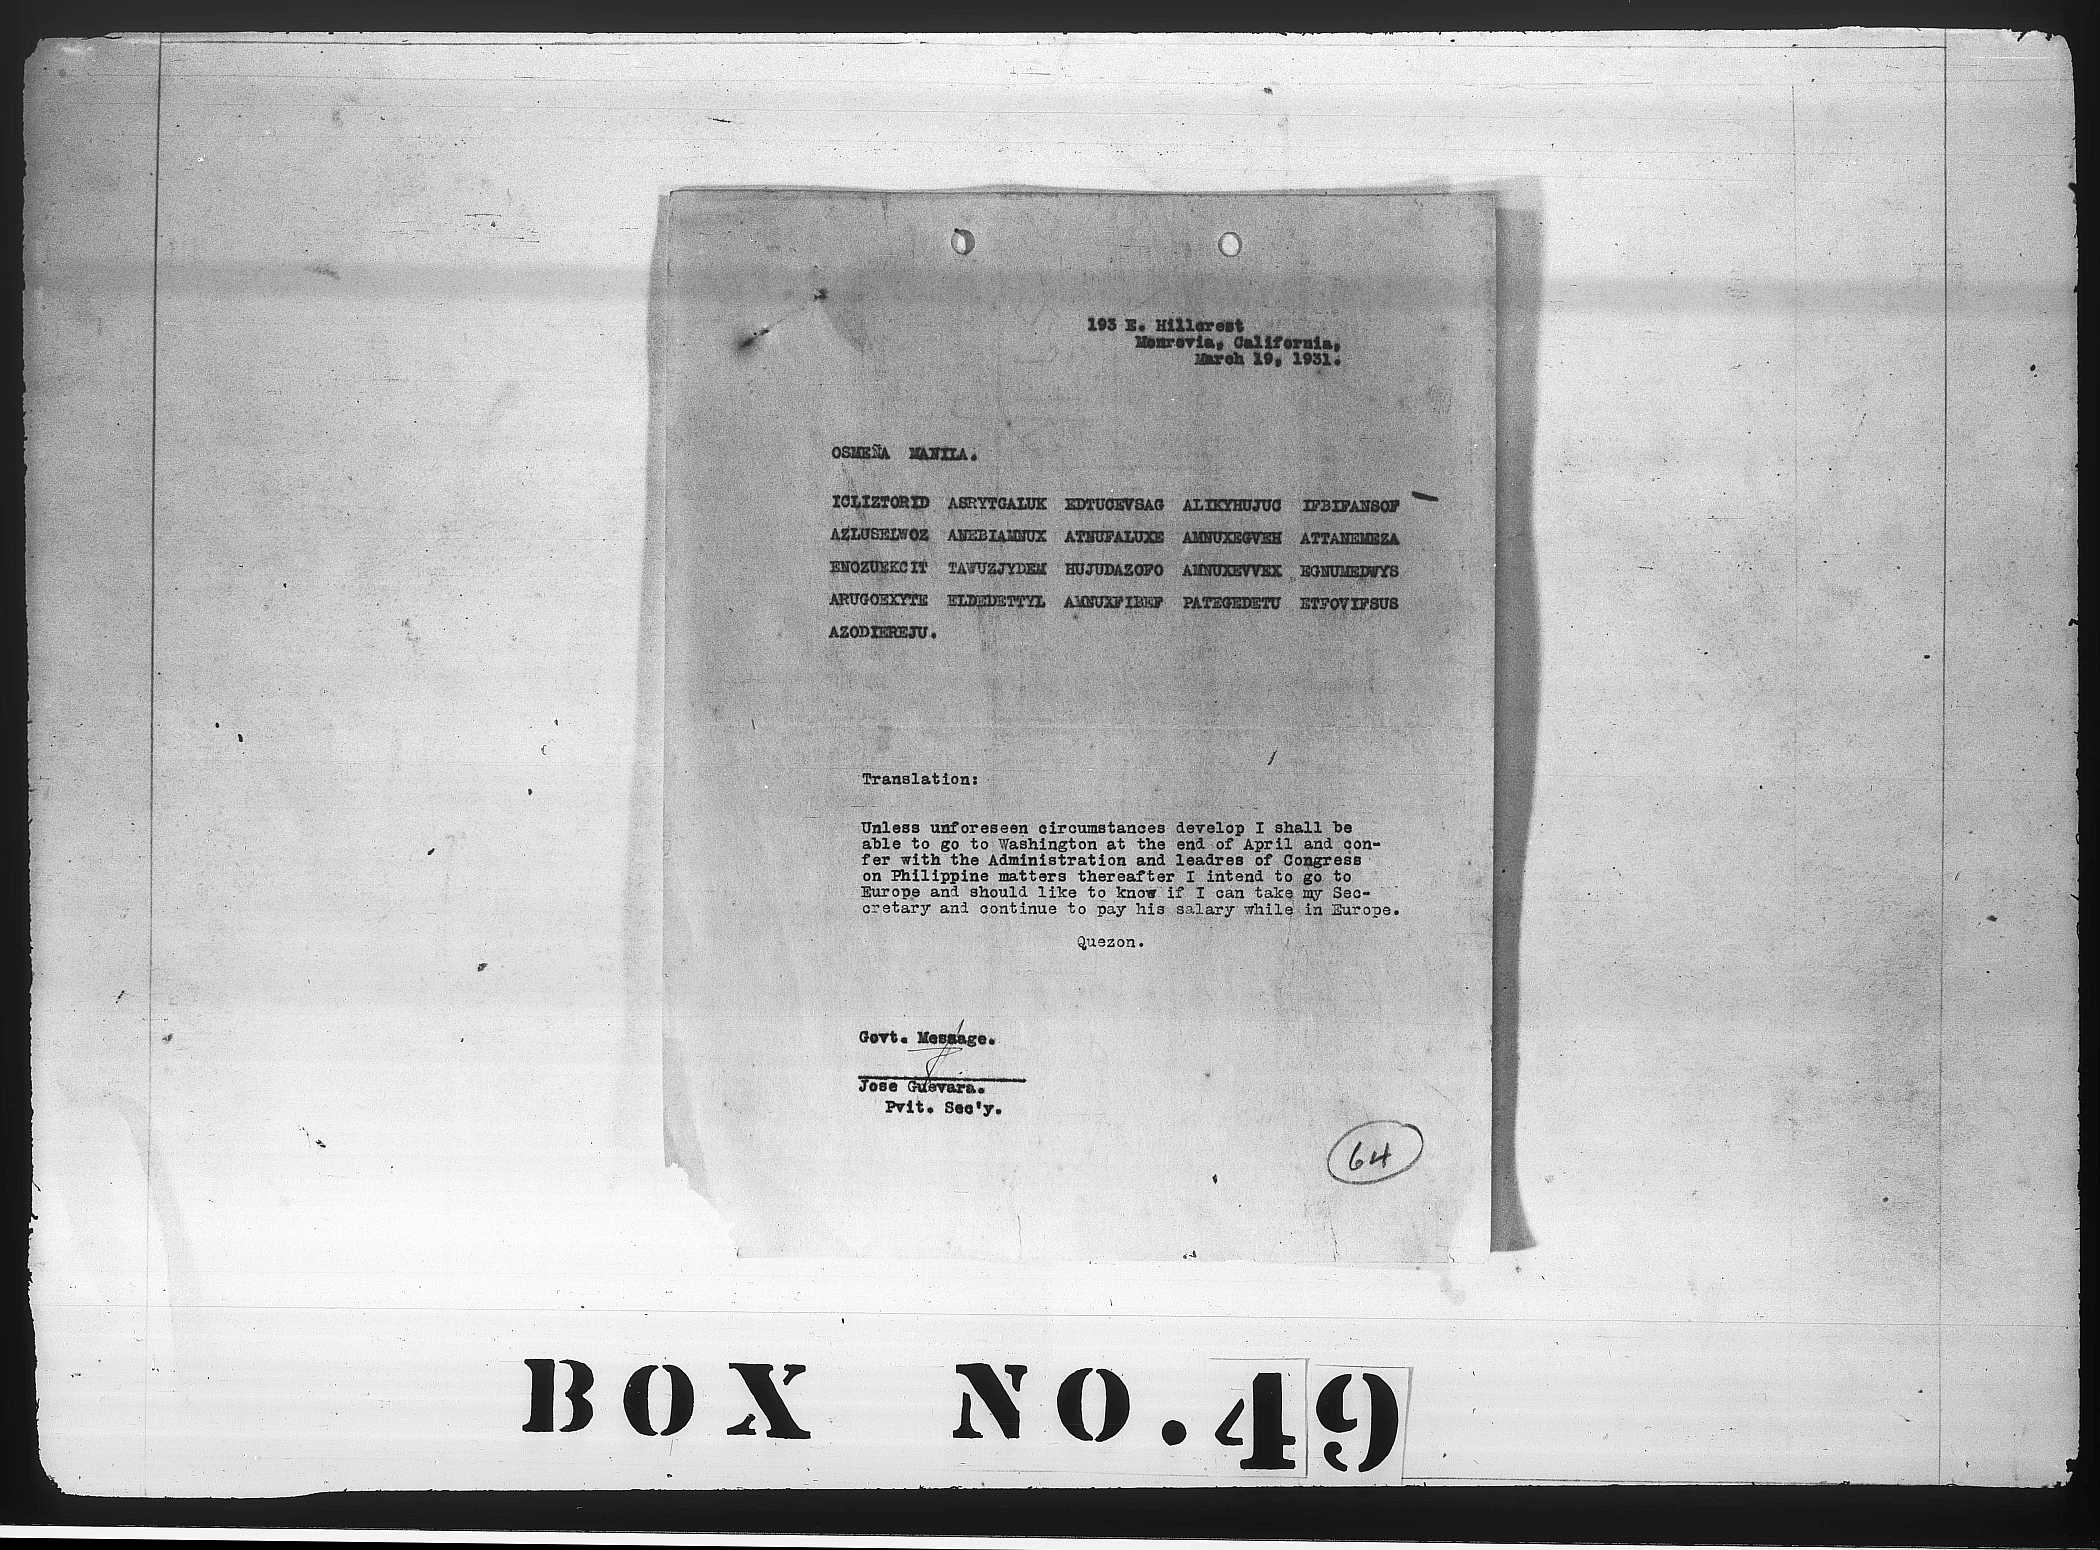 193 E. Hillcrest
Monrovia, California,
March 19, 1931.
OSMEÑA MANILA.
ICLIZTORID ASRYTGALUK EDTUCEVSAG ALIKYHUJUC IFBIFANSOF
AZLUSELWOZ ANEBIAMNUX ATNUFALUXE AMNUXEGVEH ATTANEMEZA
ENOZUEKCIT TAWUZJYDEM HUJUDAZOFO AMNUXEVVEX EGNUMEDWYS
ARUGOEXYTE ELDEDETTYL AMNUXFIBEF PATEGEDETU ETFOVIFSUS
AZODIEREJU.
Translation:
Unless unforeseen circumstances develop I shall be
able to go to Washington at the end of April and con-
fer with the Administration and leadres of Congress
on Philippine matters thereafter I intend to go to
Europe and should like to know if I can take my Sec-
cretary and continue to pay his salary while in Europe.
Quezon.
Govt. Message.
Jose Guevara.
Pvit. Sec'y.
64
BOX NO. 49